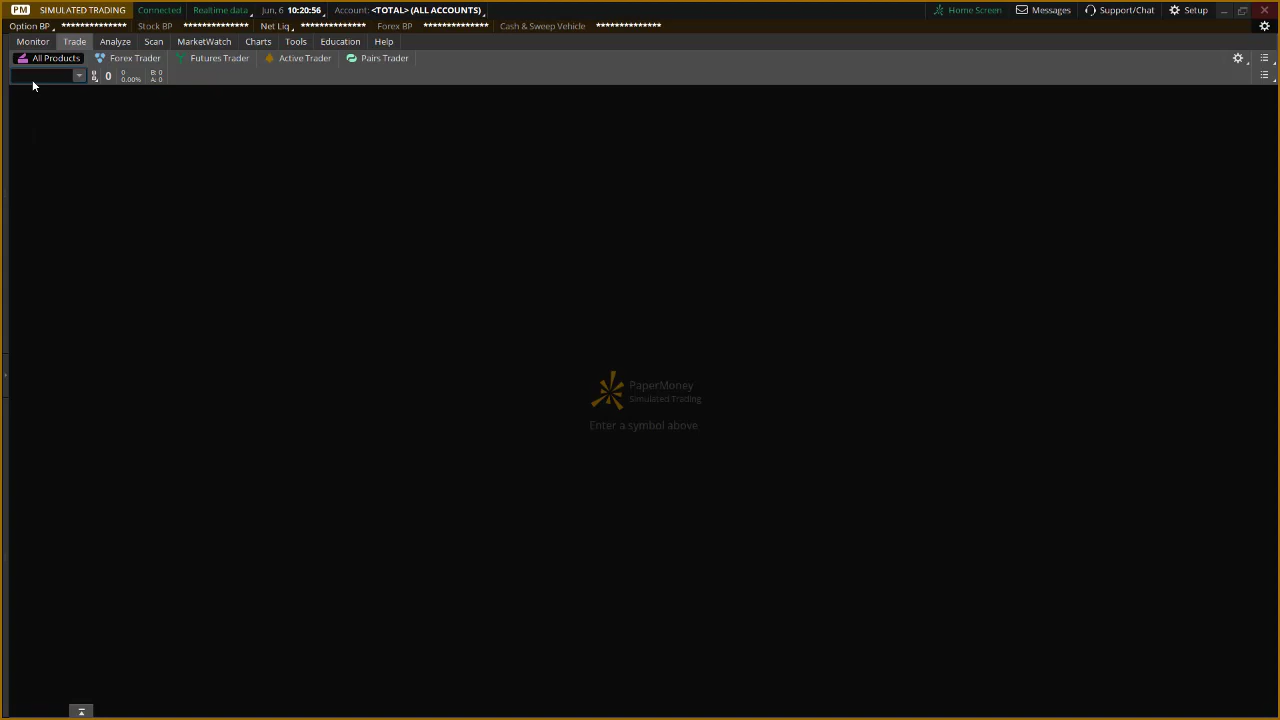 PM SIMULATED TRADING Connected Realtime data Jun, 6 10:20:56 Account: <TOTAL> (ALL ACCOUNTS) Home Screen Messages Support/Chat Setup
Option BP ************** Stock BP ************** Net Liq ************** Forex BP ************** Cash & Sweep Vehicle **************
Monitor Trade Analyze Scan MarketWatch Charts Tools Education Help
All Products Forex Trader Futures Trader Active Trader Pairs Trader
0 0 B: 0
0.00% A: 0
PaperMoney
Simulated Trading
Enter a symbol above